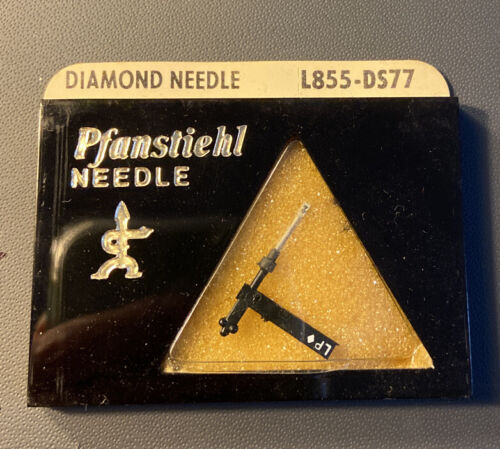 DIAMOND NEEDLE L855-DS77
Pfanstiehl
NEEDLE
LP♦